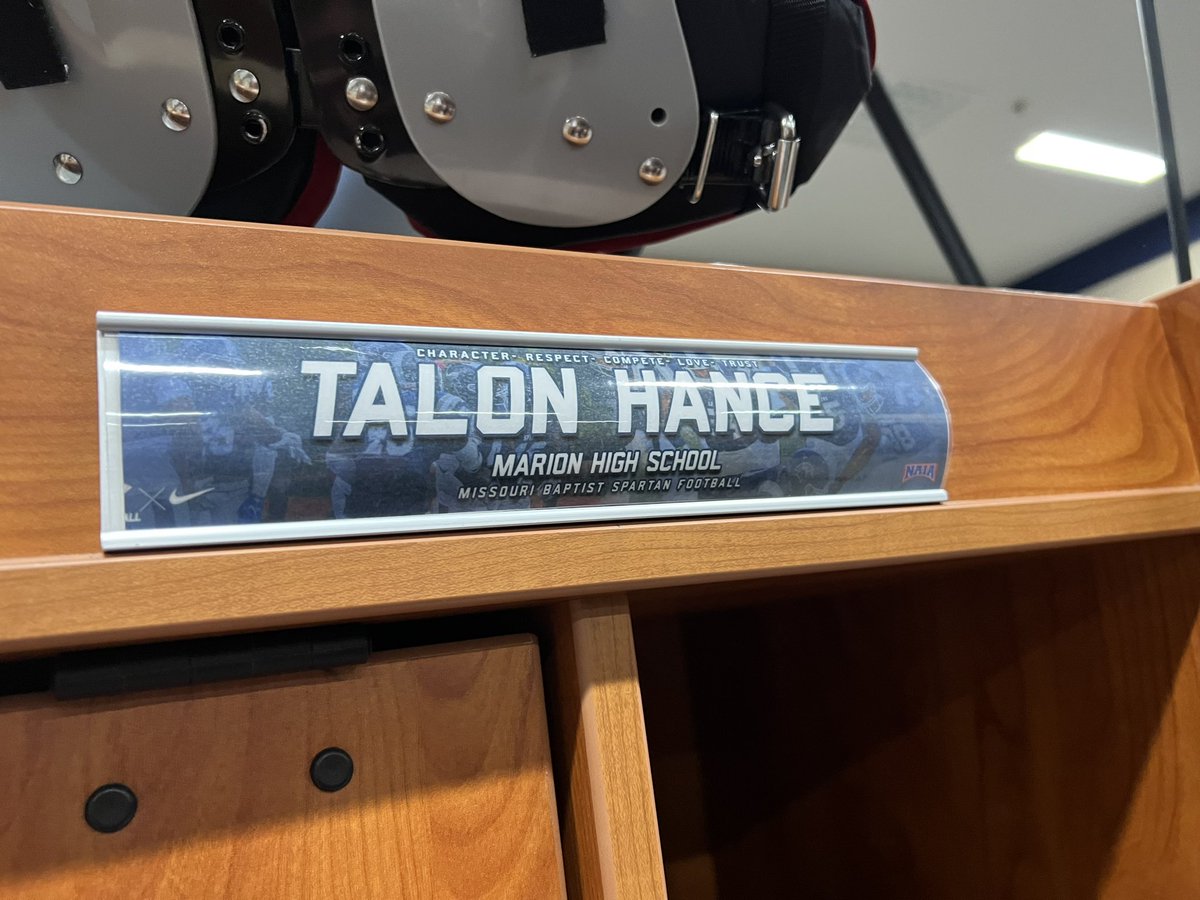 CHARACTER- RESPECT- COMPETE- LOVE- TRUST
TALON HANCE
MARION HIGH SCHOOL
MISSOURI BAPTIST SPARTAN FOOTBALL
NAIA